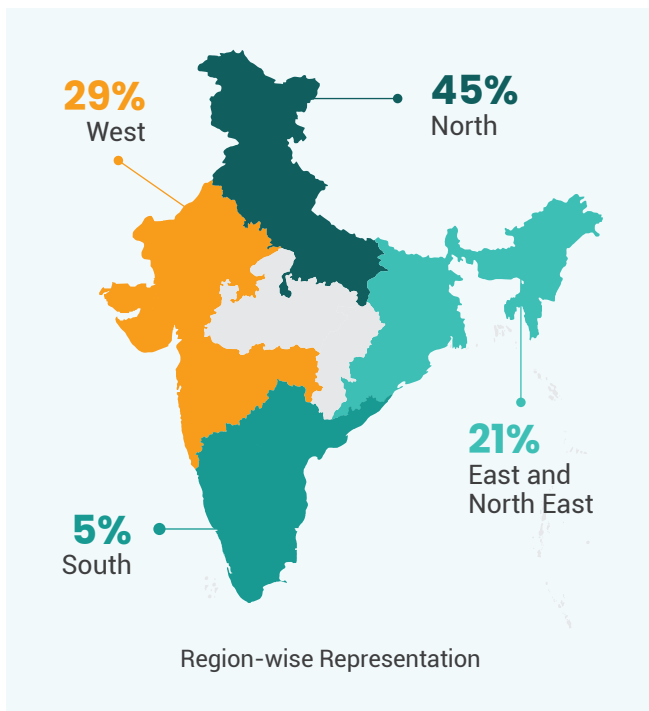 29%
West
45%
North
21%
East and
North East
5%
South
Region-wise Representation